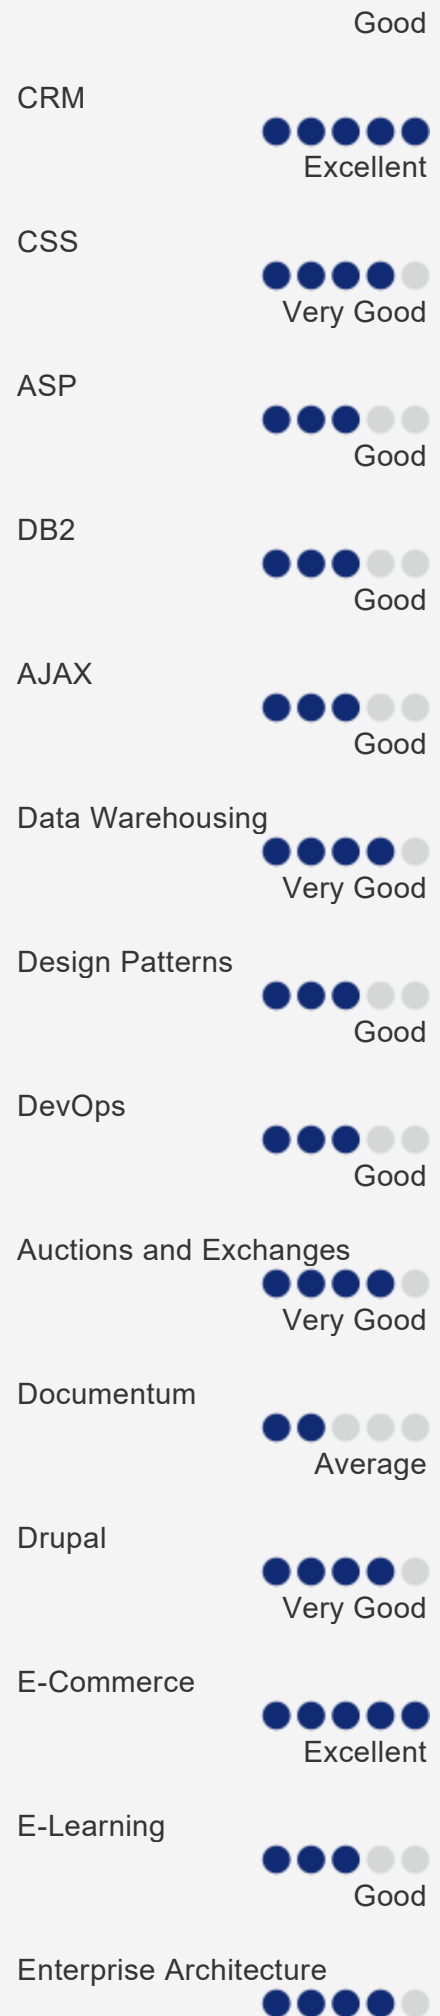 Good
CRM
Excellent
CSS
Very Good
ASP
Good
DB2
Good
AJAX
Good
Data Warehousing
Very Good
Design Patterns
Good
DevOps
Good
Auctions and Exchanges
Very Good
Documentum
Average
Drupal
Very Good
E-Commerce
Excellent
E-Learning
Good
Enterprise Architecture